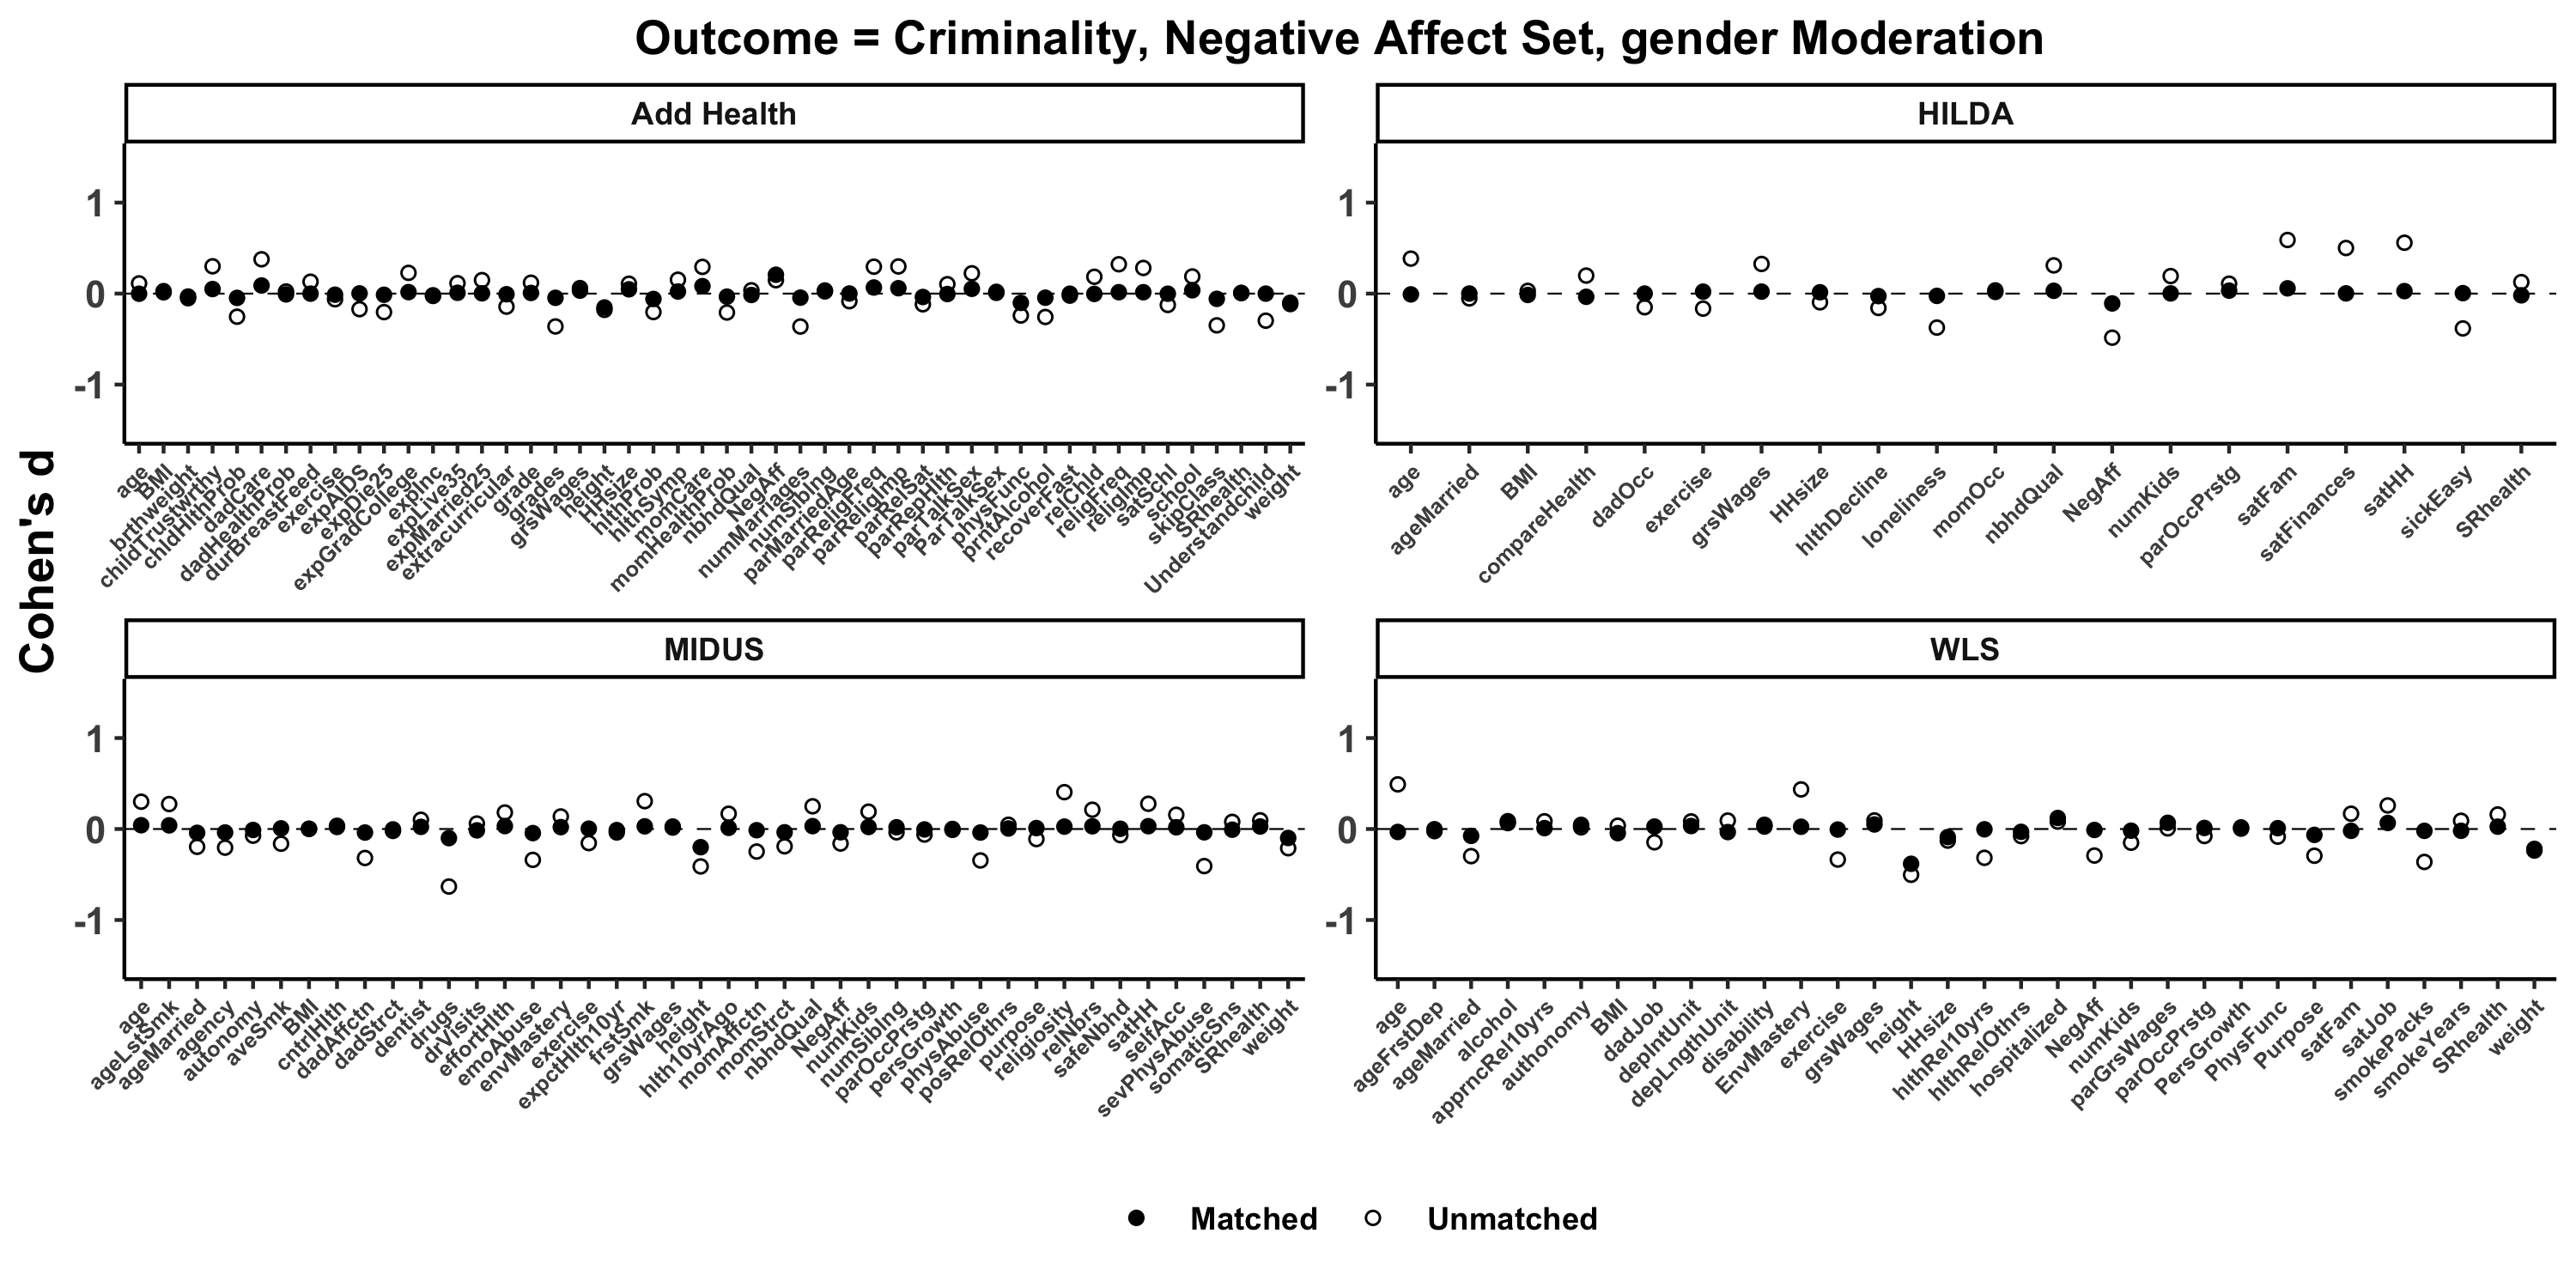 Outcome = Criminality, Negative Affect Set, gender Moderation
Add Health
HILDA
1
0
-1
1
0
-1
age
BMI
brthweight
childTrustwrthy
chldHlthProb
dadCare
dadHealthProb
durBreastFeed
exercise
expAIDS
expDie25
expGradCollege
expInc
expLive35
expMarried25
extracurricular
grade
grades
grsWages
height
HHsize
hlthProb
hlthSymp
momCare
momHealthProb
nbhdQual
NegAff
numMarriages
numSibIng
parMarriedAge
parReligFreq
parReligImp
parRelSat
parRepHlth
parTalkSex
ParTalkSex
physFunc
prntAlcohol
recoverFast
relChld
religFreq
religImp
satSchl
school
skipClass
SRhealth
Understandchild
weight
age
ageMarried
BMI
compareHealth
dadOcc
exercise
grsWages
HHsize
hlthDecline
loneliness
momOcc
nbhdQual
NegAff
numKids
parOccPrstg
satFam
satFinances
satHH
sickEasy
SRhealth
Cohen's d
MIDUS
WLS
1
0
-1
1
0
-1
age
ageLstSmk
ageMarried
agency
autonomy
aveSmk
BMI
cntrlHlth
dadAffctn
dadStrct
dentist
drugs
drVisits
effortHlth
emoAbuse
envMastery
exercise
expctHlth10yr
frstSmk
grsWages
height
hlth10yrAgo
momAffctn
momStrct
nbhdQual
NegAff
numKids
numSibIng
parOccPrstg
persGrowth
physAbuse
posRelOthrs
purpose
religiosity
relNbrs
safeNbhd
satHH
selfAcc
sevPhysAbuse
somaticSns
SRhealth
weight
age
ageFrstDep
ageMarried
alcohol
apprncRel10yrs
authonomy
BMI
dadJob
depIntUnit
depLngthUnit
disability
EnvMastery
exercise
grsWages
height
HHsize
hlthRel10yrs
hlthRelOthrs
hospitalized
NegAff
numKids
parGrsWages
parOccPrstg
PersGrowth
PhysFunc
Purpose
satFam
satJob
smokePacks
smokeYears
SRhealth
weight
Matched
Unmatched